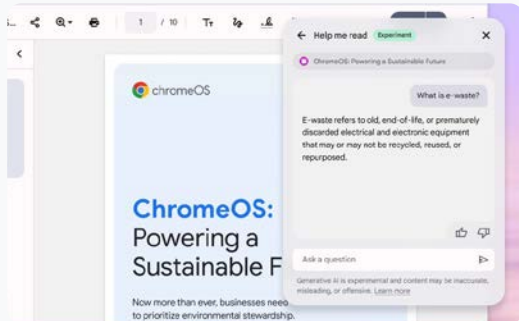 1 / 10
Tт
Help me read Experiment
ChromeOS: Powering a Sustainable Future
What is e-waste?
E-waste refers to old, end-of-life, or prematurely
discarded electrical and electronic equipment
that may or may not be recycled, reused, or
repurposed.
Ask a question
Generative AI is experimental and content may be inaccurate,
misleading, or offensive. Learn more
chromeOS
ChromeOS:
Powering a
Sustainable F
Now more than ever, businesses need
to prioritize environmental stewardship.